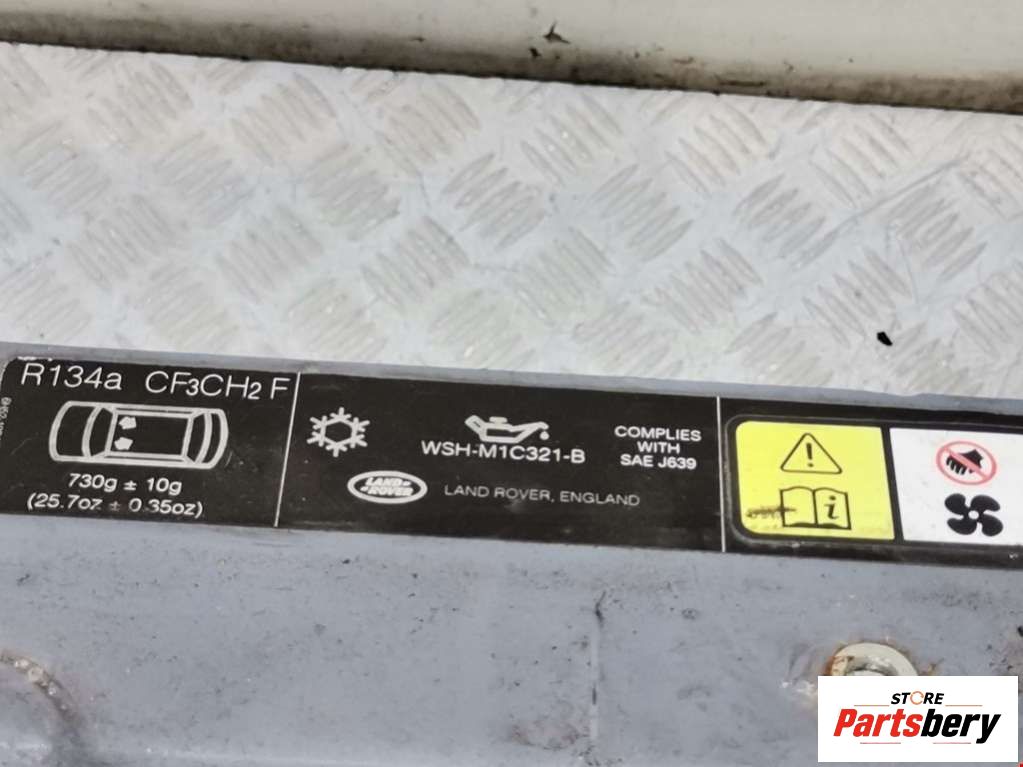 R134a CF3CH2 F
730g ± 10g
(25.7oz ± 0.35oz)
WSH-M1C321-B
COMPLIES
WITH
SAE J639
LAND
ROVER
LAND ROVER, ENGLAND
i
STORE
Partsbery